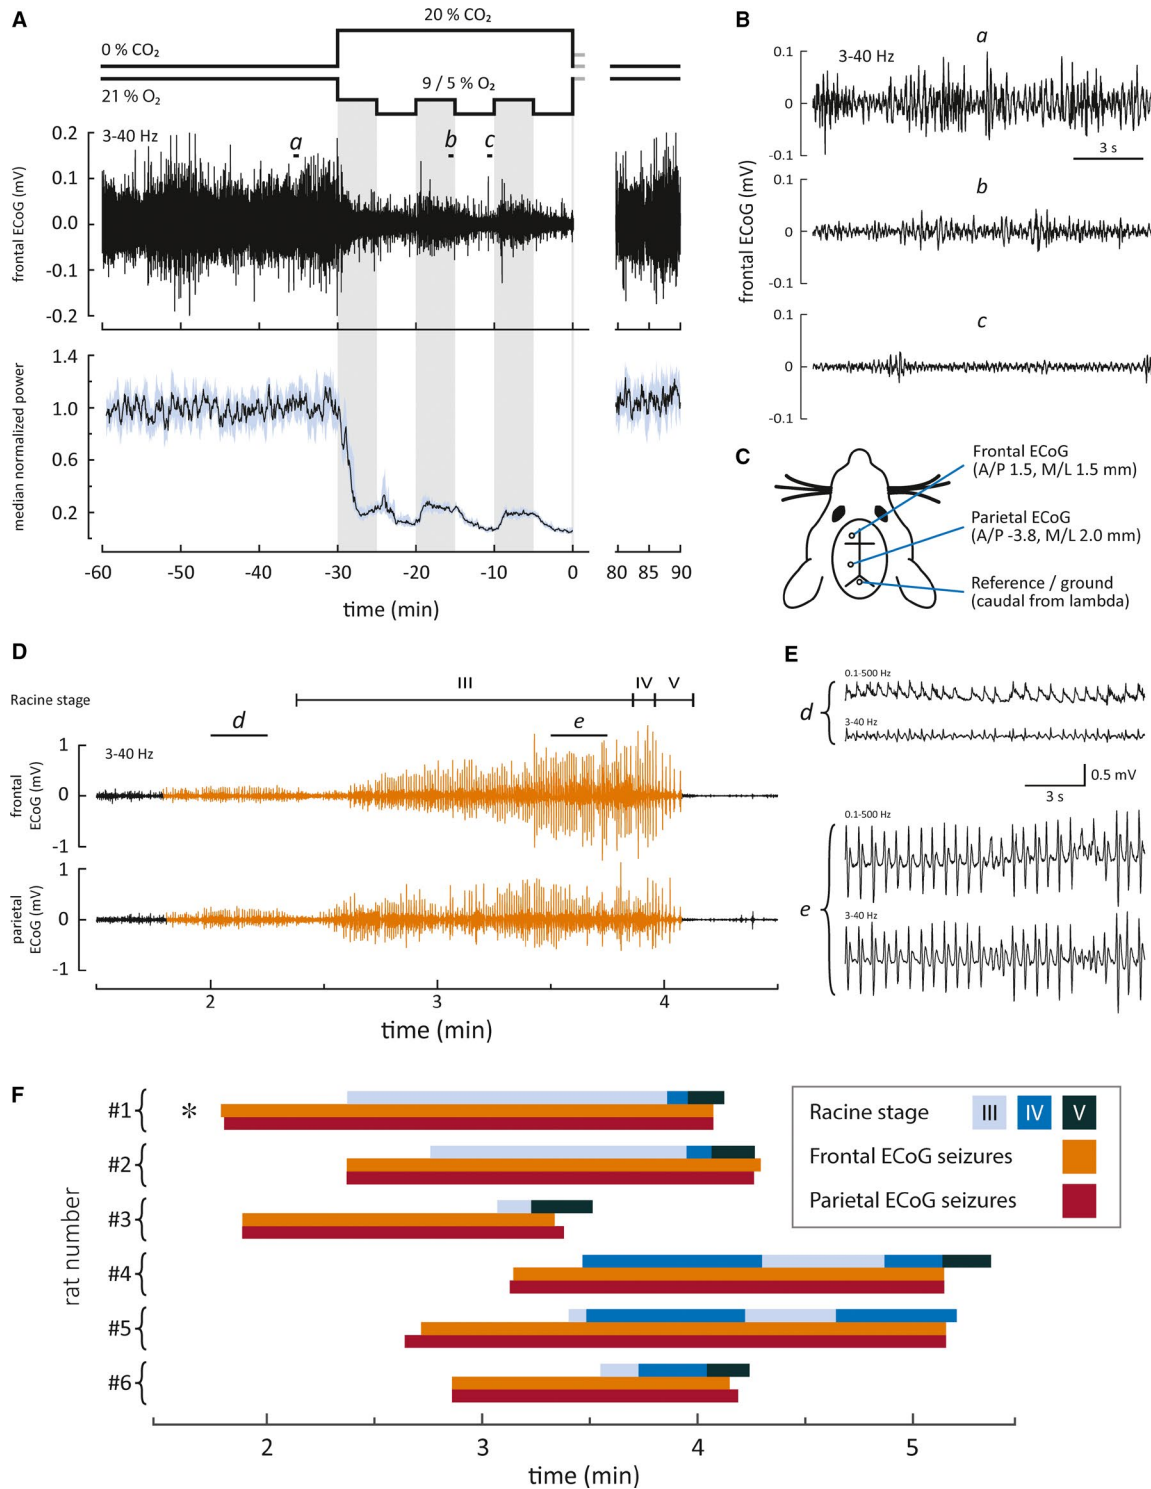 A
20 % CO₂
0 % CO₂
21 % O₂
9 / 5 % O₂
3-40 Hz
a
b
c
frontal ECoG (mV)
0.2
0.1
0.0
-0.1
-0.2
median normalized power
1.4
1.0
0.6
0.2
-60
-50
-40
-30
-20
-10
0
80
85
90
time (min)
B
a
3-40 Hz
0.1
0
-0.1
3 s
b
0.1
0
-0.1
c
0.1
0
-0.1
frontal ECoG (mV)
C
Frontal ECoG
(A/P 1.5, M/L 1.5 mm)
Parietal ECoG
(A/P -3.8, M/L 2.0 mm)
Reference / ground
(caudal from lambda)
D
Racine stage
III
IV
V
d
e
3-40 Hz
frontal
ECoG (mV)
1
0
-1
parietal
ECoG (mV)
1
0
-1
2
3
4
time (min)
E
d
0.1-500 Hz
3-40 Hz
0.5 mV
3 s
e
0.1-500 Hz
3-40 Hz
F
rat number
#1
*
#2
#3
#4
#5
#6
Racine stage
III
IV
V
Frontal ECoG seizures
Parietal ECoG seizures
2
3
4
5
time (min)